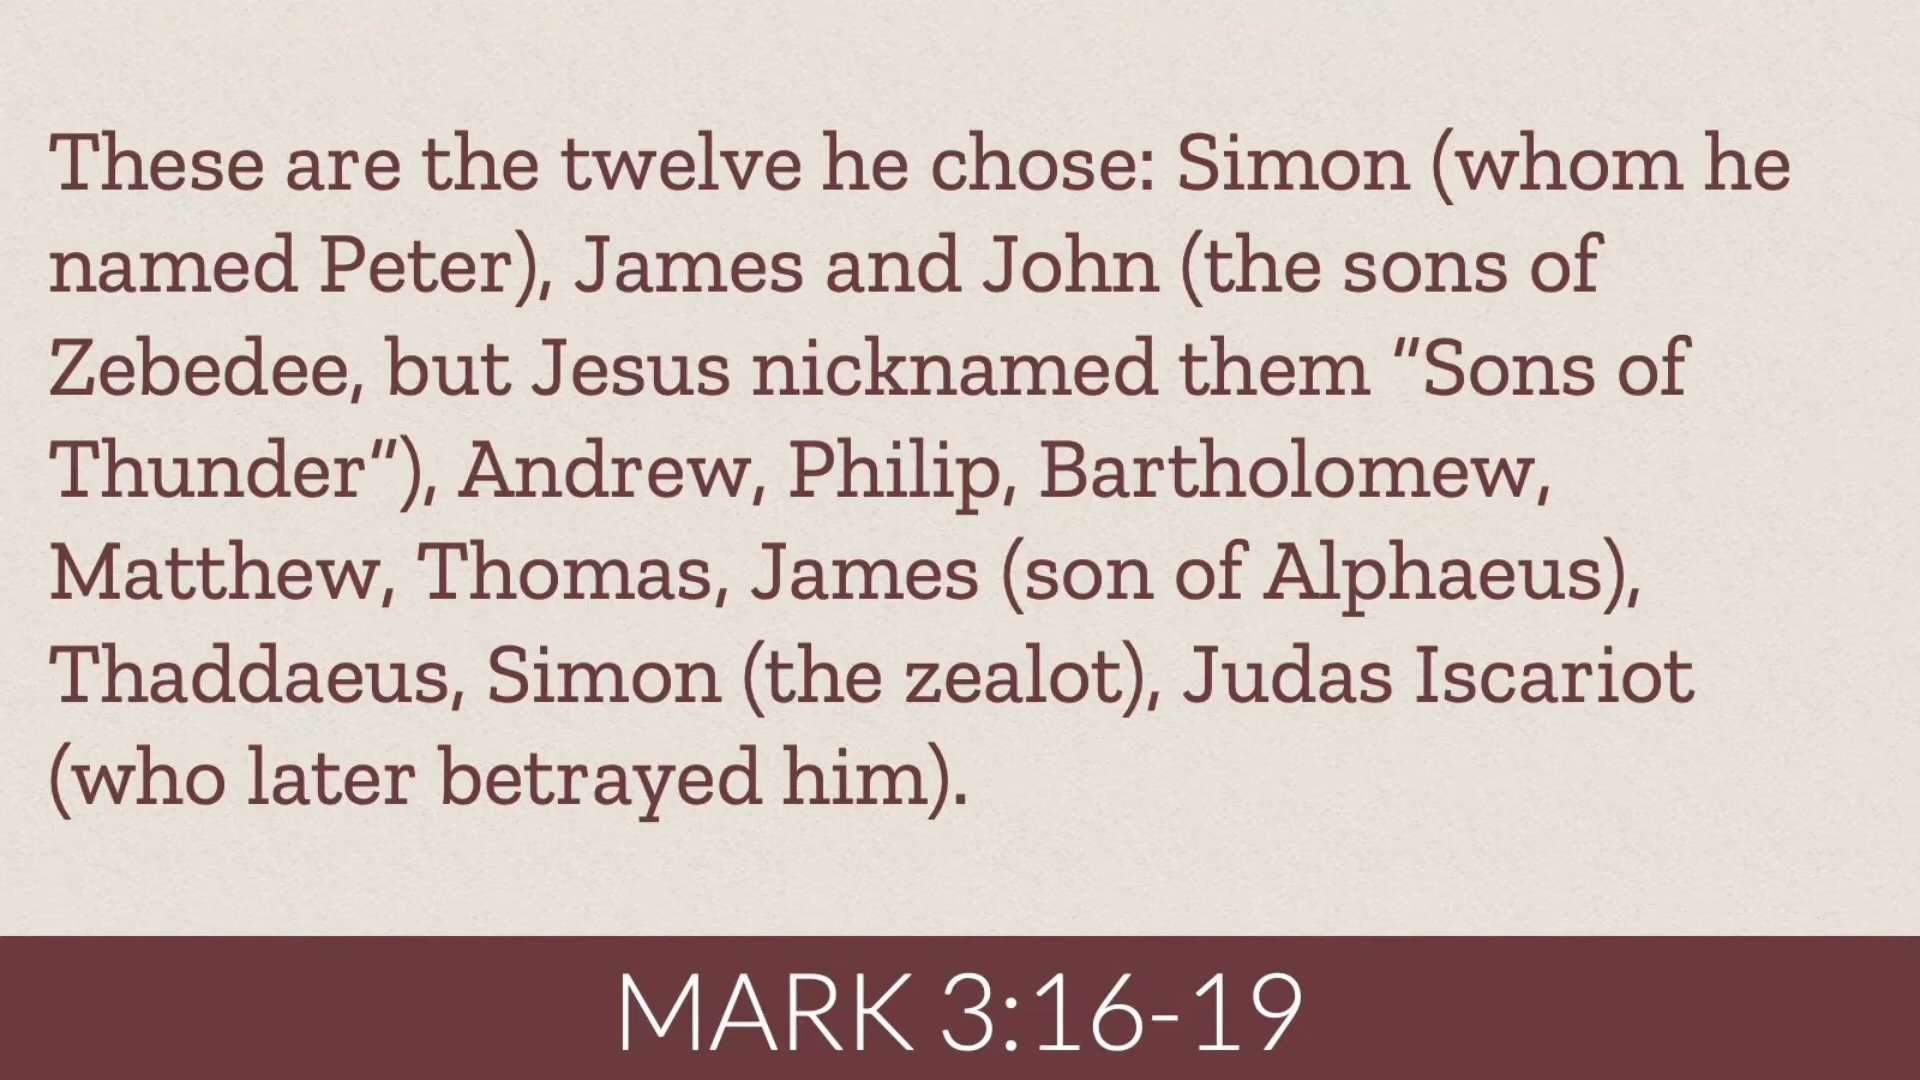 These are the twelve he chose: Simon (whom he
named Peter), James and John (the sons of
Zebedee, but Jesus nicknamed them "Sons of
Thunder"), Andrew, Philip, Bartholomew,
Matthew, Thomas, James (son of Alphaeus),
Thaddaeus, Simon (the zealot), Judas Iscariot
(who later betrayed him).
MARK 3:16-19